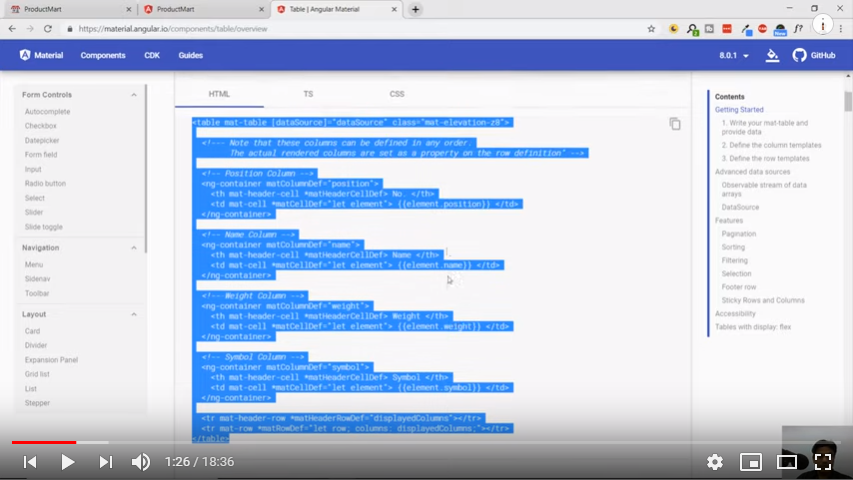 ProductMart
ProductMart
Table | Angular Material
https://material.angular.io/components/table/overview
Material
Components
CDK
Guides
8.0.1
GitHub
Form Controls
Autocomplete
Checkbox
Datepicker
Form field
Input
Radio button
Select
Slider
Slide toggle
Navigation
Menu
Sidenav
Toolbar
Layout
Card
Divider
Expansion Panel
Grid list
List
Stepper
HTML
TS
CSS
<table mat-table [dataSource]="dataSource" class="mat-elevation-z8">
<!--- Note that these columns can be defined in any order.
The actual rendered columns are set as a property on the row definition" -->
<!-- Position Column -->
<ng-container matColumnDef="position">
<th mat-header-cell *matHeaderCellDef> No. </th>
<td mat-cell *matCellDef="let element"> {{element.position}} </td>
</ng-container>
<!-- Name Column -->
<ng-container matColumnDef="name">
<th mat-header-cell *matHeaderCellDef> Name </th>
<td mat-cell *matCellDef="let element"> {{element.name}} </td>
</ng-container>
<!-- Weight Column -->
<ng-container matColumnDef="weight">
<th mat-header-cell *matHeaderCellDef> Weight </th>
<td mat-cell *matCellDef="let element"> {{element.weight}} </td>
</ng-container>
<!-- Symbol Column -->
<ng-container matColumnDef="symbol">
<th mat-header-cell *matHeaderCellDef> Symbol </th>
<td mat-cell *matCellDef="let element"> {{element.symbol}} </td>
</ng-container>
<tr mat-header-row *matHeaderRowDef="displayedColumns"></tr>
<tr mat-row *matRowDef="let row; columns: displayedColumns;"></tr>
</table>
Contents
Getting Started
1. Write your mat-table and
provide data
2. Define the column templates
3. Define the row templates
Advanced data sources
Observable stream of data
arrays
DataSource
Features
Pagination
Sorting
Filtering
Selection
Footer row
Sticky Rows and Columns
Accessibility
Tables with display: flex
1:26 / 18:36